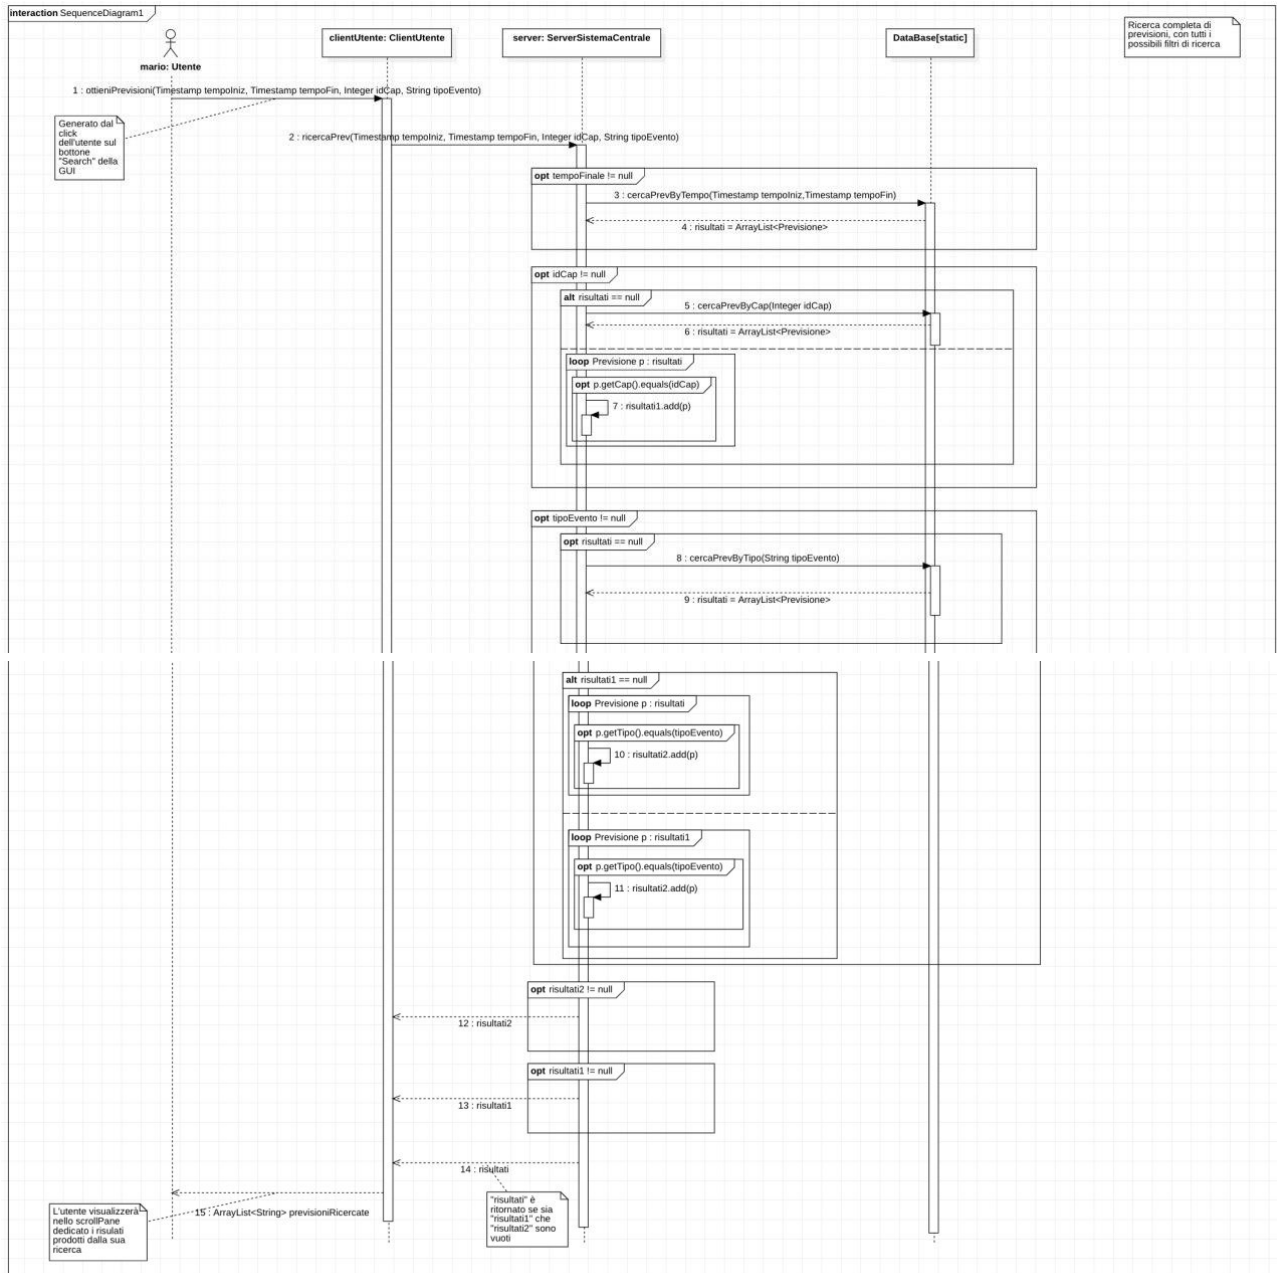 interaction SequenceDiagram1
mario: Utente
clientUtente: ClientUtente
server: ServerSistemaCentrale
DataBase[static]
Ricerca completa di
previsioni, con tutti i
possibili filtri di ricerca
1 : ottieniPrevisioni(Timestamp tempoIniz, Timestamp tempoFin, Integer idCap, String tipoEvento)
Generato dal
click
dell'utente sul
bottone
"Search" della
GUI
2 : ricercaPrev(Timestamp tempoIniz, Timestamp tempoFin, Integer idCap, String tipoEvento)
opt tempoFinale != null
3 : cercaPrevByTempo(Timestamp tempoIniz,Timestamp tempoFin)
4 : risultati = ArrayList<Previsione>
opt idCap != null
alt risultati == null
5 : cercaPrevByCap(Integer idCap)
6 : risultati = ArrayList<Previsione>
loop Previsione p : risultati
opt p.getCap().equals(idCap)
7 : risultati1.add(p)
opt tipoEvento != null
opt risultati == null
8 : cercaPrevByTipo(String tipoEvento)
9 : risultati = ArrayList<Previsione>
alt risultati1 == null
loop Previsione p : risultati
opt p.getTipo().equals(tipoEvento)
10 : risultati2.add(p)
loop Previsione p : risultati1
opt p.getTipo().equals(tipoEvento)
11 : risultati2.add(p)
opt risultati2 != null
12 : risultati2
opt risultati1 != null
13 : risultati1
14 : risultati
"risultati" è
ritornato se sia
"risultati1" che
"risultati2" sono
vuoti
15 : ArrayList<String> previsioniRicercate
L'utente visualizzerà
nello scrollPane
dedicato i risulati
prodotti dalla sua
ricerca